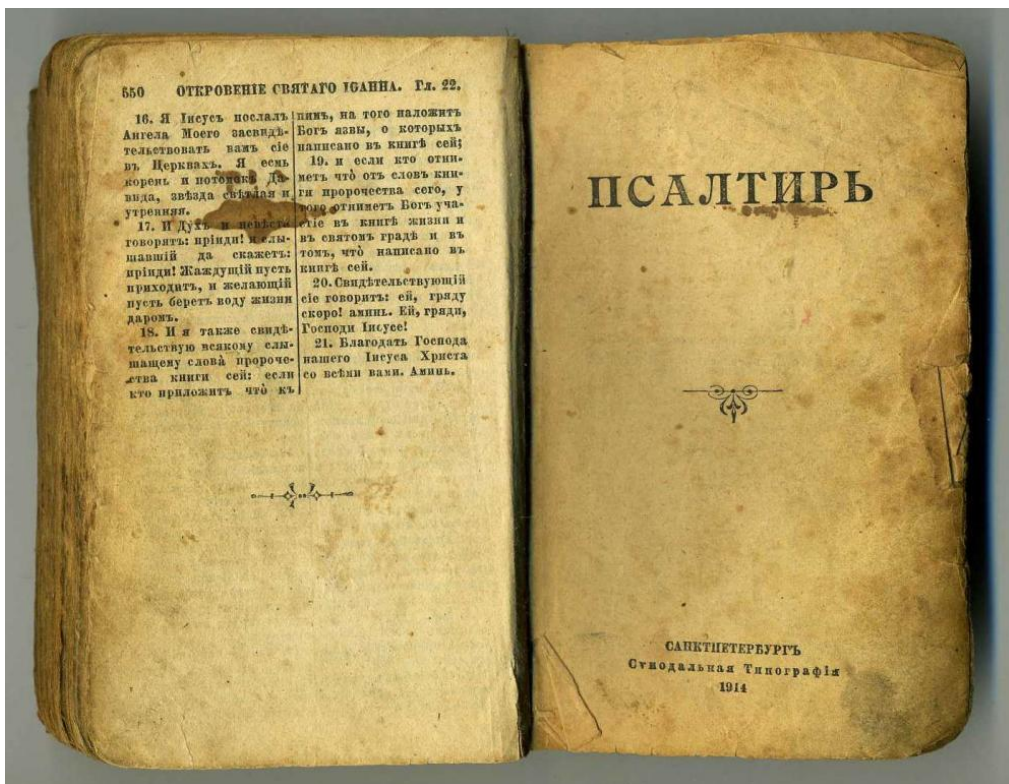 550 ОТКРОВЕНІЕ СВЯТАГО ІОАННА. Гл. 22.
16. Я Іисусъ послалъ
Ангела Моего засвидѣ-
тельствовать вамъ сіе
въ Церквахъ. Я есмь
корень и потомокъ Да-
вида, звѣзда свѣтлая и
утренняя.
17. И Духъ и невѣста
говорятъ: пріиди! и слы-
шавшій да скажетъ:
пріиди! Жаждущій пусть
приходитъ, и желающій
пусть беретъ воду жизни
даромъ.
18. И я также свидѣ-
тельствую всякому слы-
шащему слова̀ пророче-
ства книги сей: если
кто приложитъ что̀ къ
нимъ, на того наложитъ
Богъ язвы, о которыхъ
написано въ книгѣ сей;
19. и если кто отни-
метъ что̀ отъ словъ кни-
ги пророчества сего, у
того отниметъ Богъ уча-
стіе въ книгѣ жизни и
въ святомъ градѣ и въ
томъ, что̀ написано въ
книгѣ сей.
20. Свидѣтельствующій
сіе говоритъ: ей, гряду
скоро! аминь. Ей, гряди,
Господи Іисусе!
21. Благодать Господа
нашего Іисуса Христа
со всѣми вами. Аминь.
ПСАЛТИРЬ
САНКТПЕТЕРБУРГЪ
Сѵнодальная Типографія
1914